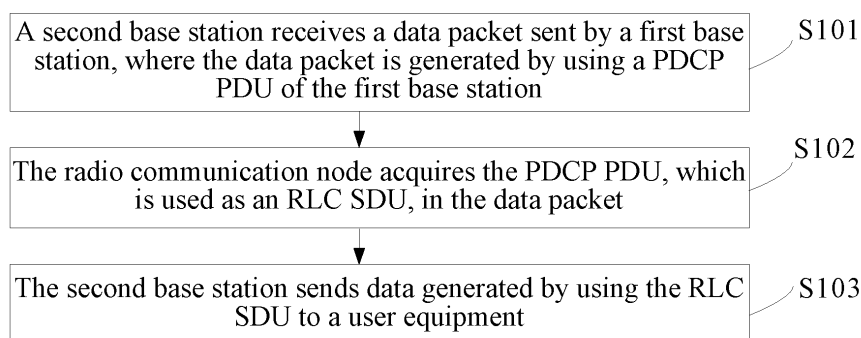 A second base station receives a data packet sent by a first base
station, where the data packet is generated by using a PDCP
PDU of the first base station
S101
The radio communication node acquires the PDCP PDU, which
is used as an RLC SDU, in the data packet
S102
The second base station sends data generated by using the RLC
SDU to a user equipment
S103